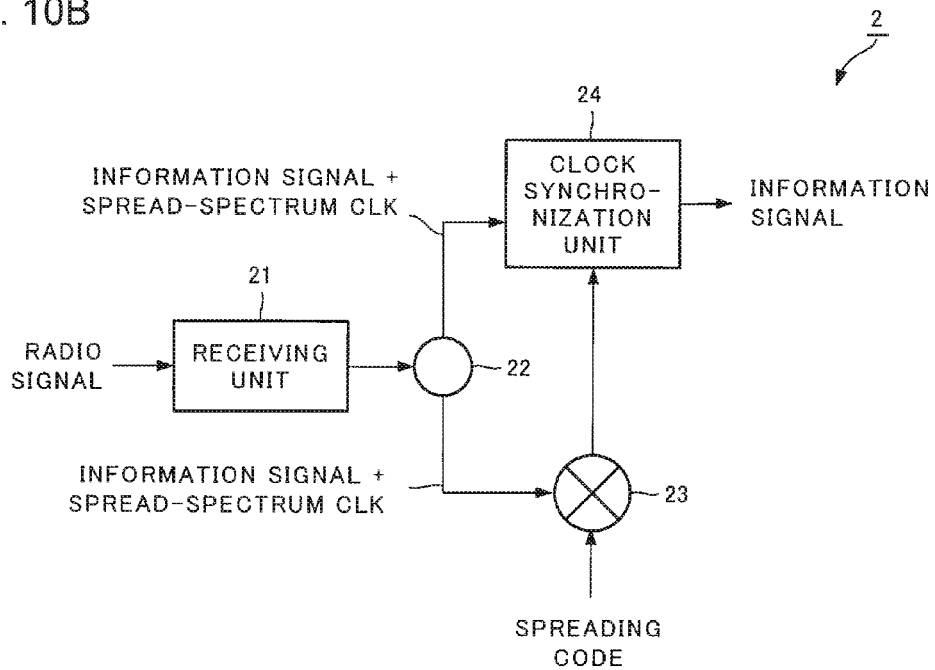 . 10B
2
24
CLOCK
SYNCHRO-
NIZATION
UNIT
INFORMATION SIGNAL +
SPREAD-SPECTRUM CLK
INFORMATION
SIGNAL
21
RADIO
SIGNAL
RECEIVING
UNIT
22
INFORMATION SIGNAL +
SPREAD-SPECTRUM CLK
23
SPREADING
CODE